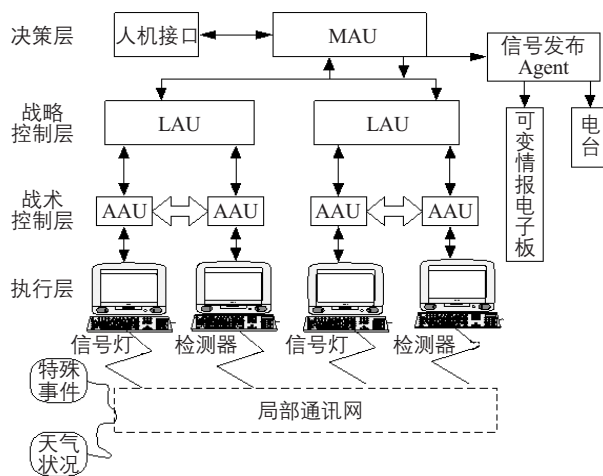 决策层
人机接口
MAU
信号发布
Agent
战略
控制层
LAU
LAU
可变情报电子板
电台
战术
控制层
AAU
AAU
AAU
AAU
执行层
信号灯
检测器
信号灯
检测器
特殊
事件
局部通讯网
天气
状况